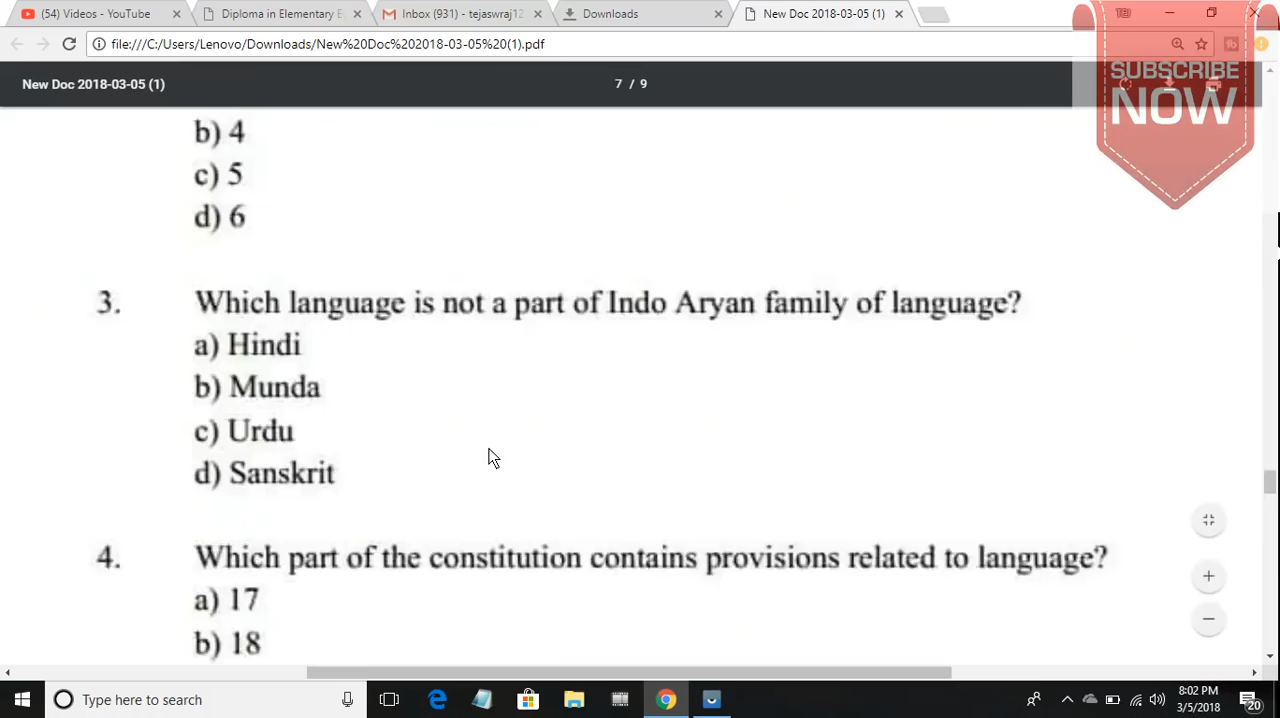 (54) Videos - YouTube
Diploma in Elementary E
Inbox (931) - tejaswraj12
Downloads
New Doc 2018-03-05 (1)
file:///C:/Users/Lenovo/Downloads/New%20Doc%202018-03-05%20(1).pdf
New Doc 2018-03-05 (1)
7 / 9
SUBSCRIBE
NOW
b) 4
c) 5
d) 6
3. Which language is not a part of Indo Aryan family of language?
a) Hindi
b) Munda
c) Urdu
d) Sanskrit
4. Which part of the constitution contains provisions related to language?
a) 17
b) 18
Type here to search
8:02 PM
3/5/2018
20